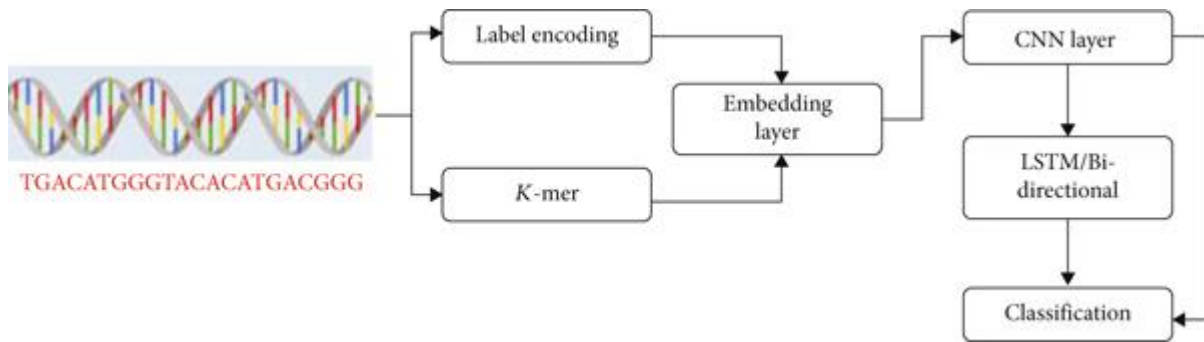 TGACATGGGTACACATGACGGG
Label encoding
K-mer
Embedding
layer
CNN layer
LSTM/Bi-
directional
Classification